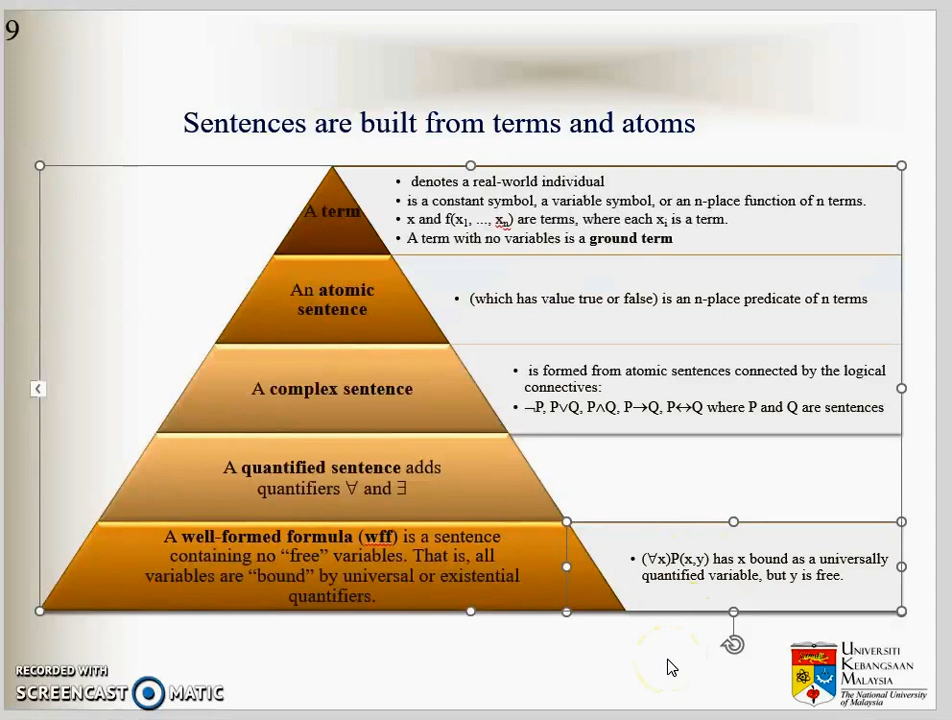 9
Sentences are built from terms and atoms
A term
• denotes a real-world individual
• is a constant symbol, a variable symbol, or an n-place function of n terms.
• x and f(x₁, ..., xₙ) are terms, where each xᵢ is a term.
• A term with no variables is a ground term
An atomic
sentence
• (which has value true or false) is an n-place predicate of n terms
A complex sentence
• is formed from atomic sentences connected by the logical
connectives:
• ¬P, P∨Q, P∧Q, P→Q, P↔Q where P and Q are sentences
A quantified sentence adds
quantifiers ∀ and ∃
A well-formed formula (wff) is a sentence
containing no “free” variables. That is, all
variables are “bound” by universal or existential
quantifiers.
• (∀x)P(x,y) has x bound as a universally
quantified variable, but y is free.
RECORDED WITH
SCREENCAST MATIC
UNIVERSITI
KEBANGSAAN
MALAYSIA
The National University
of Malaysia